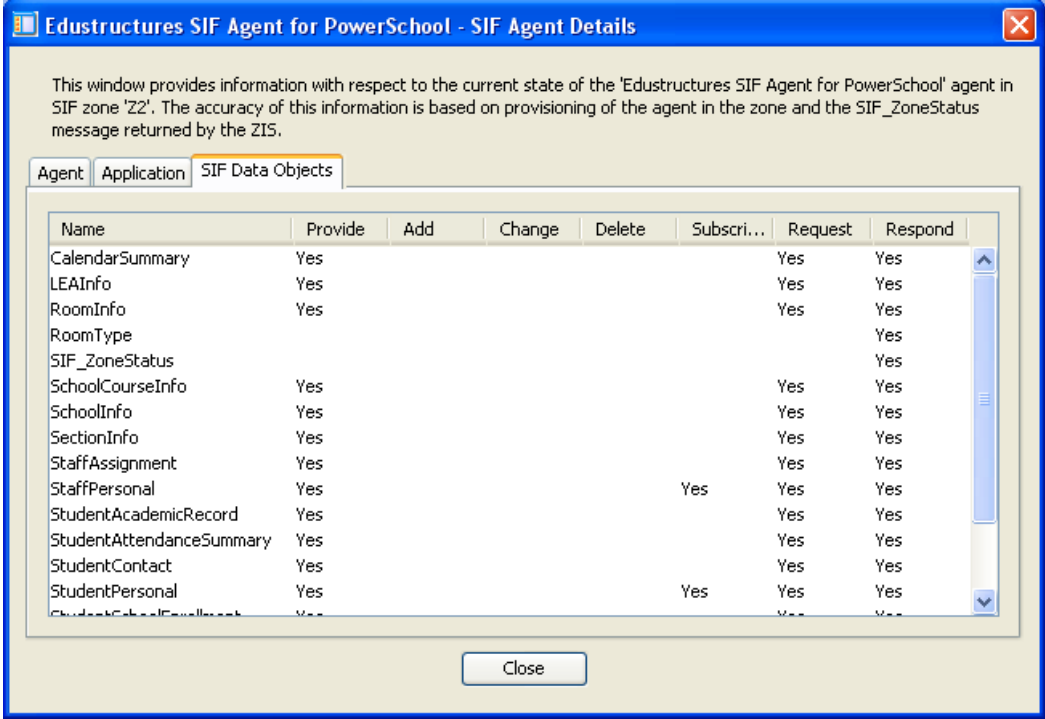 Edustructures SIF Agent for PowerSchool - SIF Agent Details
This window provides information with respect to the current state of the 'Edustructures SIF Agent for PowerSchool' agent in
SIF zone 'Z2'. The accuracy of this information is based on provisioning of the agent in the zone and the SIF_ZoneStatus
message returned by the ZIS.
Agent Application SIF Data Objects
Name Provide Add Change Delete Subscri... Request Respond
CalendarSummary Yes Yes Yes
LEAInfo Yes Yes Yes
RoomInfo Yes Yes Yes
RoomType Yes
SIF_ZoneStatus Yes
SchoolCourseInfo Yes Yes Yes
SchoolInfo Yes Yes Yes
SectionInfo Yes Yes Yes
StaffAssignment Yes Yes Yes
StaffPersonal Yes Yes Yes Yes
StudentAcademicRecord Yes Yes Yes
StudentAttendanceSummary Yes Yes Yes
StudentContact Yes Yes Yes
StudentPersonal Yes Yes Yes Yes
StudentSchoolEnrollment Yes Yes Yes
Close